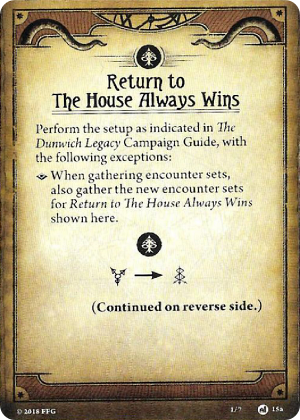 Return to
The House Always Wins
Perform the setup as indicated in The
Dunwich Legacy Campaign Guide, with
the following exceptions:
When gathering encounter sets,
also gather the new encounter sets
for Return to The House Always Wins
shown here.
(Continued on reverse side.)
© 2018 FFG 1/7 15a